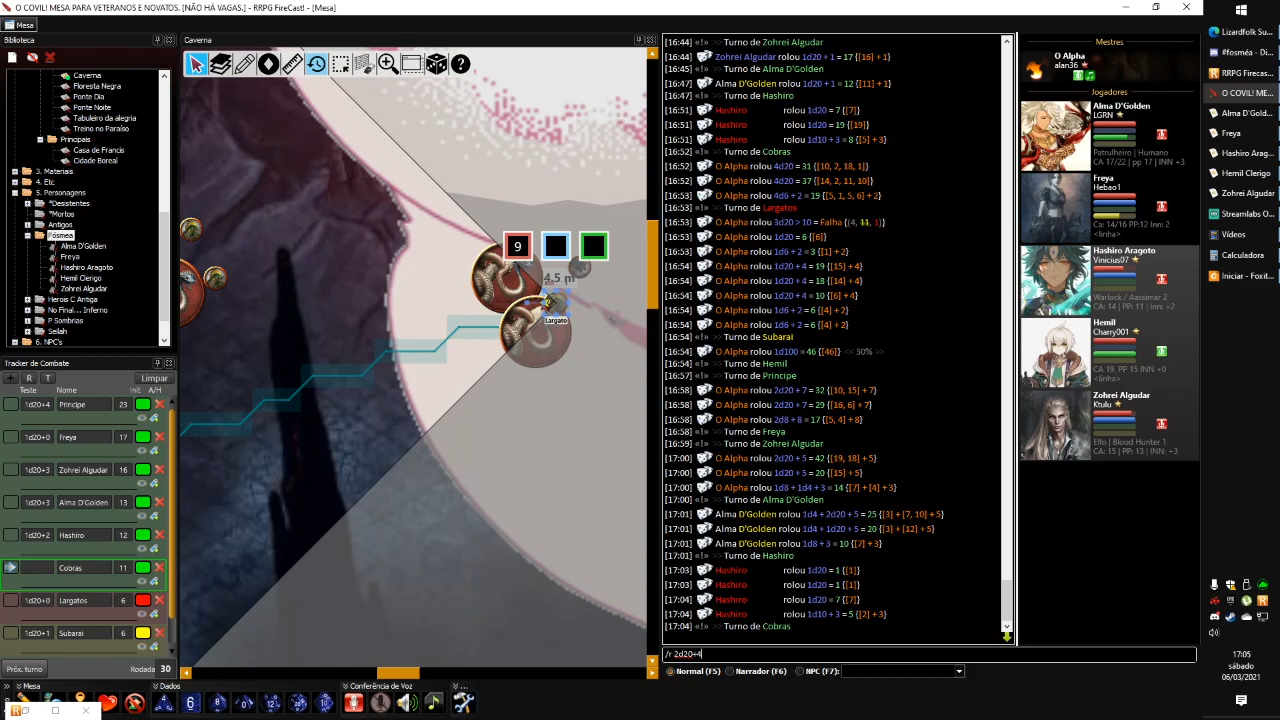 O COVIL! MESA PARA VETERANOS E NOVATOS. [NÃO HÁ VAGAS.] - RRPG FireCast! - [Mesa]
Mesa
Biblioteca
Caverna
Floresta Negra
Ponte Dia
Ponte Noite
Tabuleiro da alegria
Treino no Paraíso
Principais
Casa de Francis
Cidade Boreal
3. Materiais
4. Etc
5. Personagens
*Desistentes
*Mortos
Antigos
Fósmea
Alma D'Golden
Freya
Hashiro Aragoto
Hemil Clerigo
Zohrei Algudar
Herois C Antiga
No Final... Inferno
P Sombrias
Sellah
6. NPC's
Tracker de Combate
+ R T Limpar
Teste Nome Init A/H
1d20+4 Principe 23
1d20+0 Freya 17
1d20+3 Zohrei Algudar 16
1d20+3 Alma D'Golden 13
1d20+2 Hashiro 12
Cobras 11
1d20+0 Largatos 6
1d20+1 Subarai 6
Próx. turno Rodada 30
Caverna
9
4,5 m
Largato
[16:44] «!» >> Turno de Zohrei Algudar
[16:44] «!» Zohrei Algudar rolou 1d20 + 1 = 17 {[16] + 1}
[16:45] «!» >> Turno de Alma D'Golden
[16:47] «!» Alma D'Golden rolou 1d20 + 1 = 12 {[11] + 1}
[16:47] «!» >> Turno de Hashiro
[16:51] «!» Hashiro rolou 1d20 = 7 {[7]}
[16:51] «!» Hashiro rolou 1d20 = 19 {[19]}
[16:51] «!» Hashiro rolou 1d10 + 3 = 8 {[5] + 3}
[16:52] «!» >> Turno de Cobras
[16:52] «!» O Alpha rolou 4d20 = 31 {[10, 2, 18, 1]}
[16:52] «!» O Alpha rolou 4d20 = 37 {[14, 2, 11, 10]}
[16:53] «!» O Alpha rolou 4d6 + 2 = 19 {[5, 1, 5, 6] + 2}
[16:53] «!» >> Turno de Largatos
[16:53] «!» O Alpha rolou 3d20 > 10 = Falha {(4, 11, 1)}
[16:53] «!» O Alpha rolou 1d20 = 6 {[6]}
[16:53] «!» O Alpha rolou 1d6 + 2 = 3 {[1] + 2}
[16:54] «!» O Alpha rolou 1d20 + 4 = 19 {[15] + 4}
[16:54] «!» O Alpha rolou 1d20 + 4 = 18 {[14] + 4}
[16:54] «!» O Alpha rolou 1d20 + 4 = 10 {[6] + 4}
[16:54] «!» O Alpha rolou 1d6 + 2 = 6 {[4] + 2}
[16:54] «!» O Alpha rolou 1d6 + 2 = 6 {[4] + 2}
[16:54] «!» >> Turno de Subarai
[16:54] «!» O Alpha rolou 1d100 = 46 {[46]} << 30% >>
[16:54] «!» >> Turno de Hemil
[16:57] «!» >> Turno de Principe
[16:58] «!» O Alpha rolou 2d20 + 7 = 32 {[10, 15] + 7}
[16:58] «!» O Alpha rolou 2d20 + 7 = 29 {[16, 6] + 7}
[16:58] «!» O Alpha rolou 2d8 + 8 = 17 {[5, 4] + 8}
[16:58] «!» >> Turno de Freya
[16:59] «!» >> Turno de Zohrei Algudar
[17:00] «!» O Alpha rolou 2d20 + 5 = 42 {[19, 18] + 5}
[17:00] «!» O Alpha rolou 1d20 + 5 = 20 {[15] + 5}
[17:00] «!» O Alpha rolou 1d8 + 1d4 + 3 = 14 {[7] + [4] + 3}
[17:00] «!» >> Turno de Alma D'Golden
[17:01] «!» Alma D'Golden rolou 1d4 + 2d20 + 5 = 25 {[3] + [7, 10] + 5}
[17:01] «!» Alma D'Golden rolou 1d4 + 1d20 + 5 = 20 {[3] + [12] + 5}
[17:01] «!» Alma D'Golden rolou 1d8 + 3 = 10 {[7] + 3}
[17:01] «!» >> Turno de Hashiro
[17:03] «!» Hashiro rolou 1d20 = 1 {[1]}
[17:03] «!» Hashiro rolou 1d20 = 1 {[1]}
[17:04] «!» Hashiro rolou 1d20 = 7 {[7]}
[17:04] «!» Hashiro rolou 1d10 + 3 = 5 {[2] + 3}
[17:04] «!» >> Turno de Cobras
/r 2d20+4
Normal (F5) Narrador (F6) NPC (F7):
Mestres
O Alpha
alan36
Jogadores
Alma D'Golden
LGRN
Patrulheiro | Humano
CA 17/22 | pp 17 | INN +3
Freya
Hebao1
Ca: 14/16 PP:12 Inn: 2
<linha>
Hashiro Aragoto
Vinicius07
Warlock / Aassimar 2
CA: 14 | PP: 11 | Inn: +2
Hemil
Charry001
CA 19, PP 15 INN +0
<linha>
Zohrei Algudar
Ktulu
Elfo | Blood Hunter 1
CA: 15 | PP: 13 | INN: ~3
Lizardfolk Su...
#fosméa - Di...
RRPG Firecas...
O COVIL! ME...
Alma D'Gold...
Freya
Hashiro Arag...
Hemil Clerigo
Zohrei Algudar
Streamlabs O...
Vídeos
Calculadora
Iniciar - Foxit...
17:05
sábado
06/03/2021
Mesa
Dados
Conferência de Voz
...